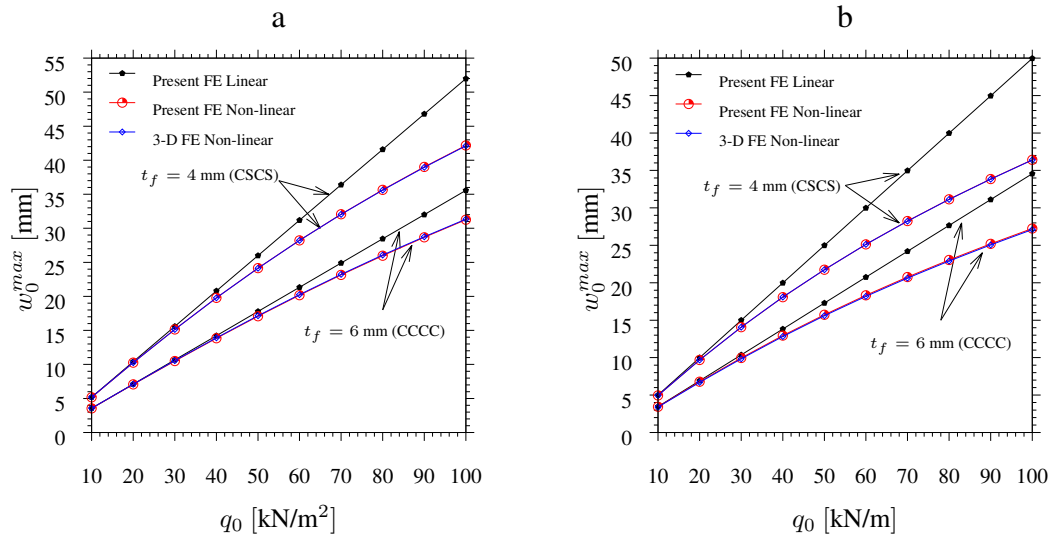 a
55
50
45
40
35
30
25
20
15
10
5
0
w_0^{max} [mm]
Present FE Linear
Present FE Non-linear
3-D FE Non-linear
t_f = 4 mm (CSCS)
t_f = 6 mm (CCCC)
10 20 30 40 50 60 70 80 90 100
q_0 [kN/m²]
b
50
45
40
35
30
25
20
15
10
5
0
w_0^{max} [mm]
Present FE Linear
Present FE Non-linear
3-D FE Non-linear
t_f = 4 mm (CSCS)
t_f = 6 mm (CCCC)
10 20 30 40 50 60 70 80 90 100
q_0 [kN/m]